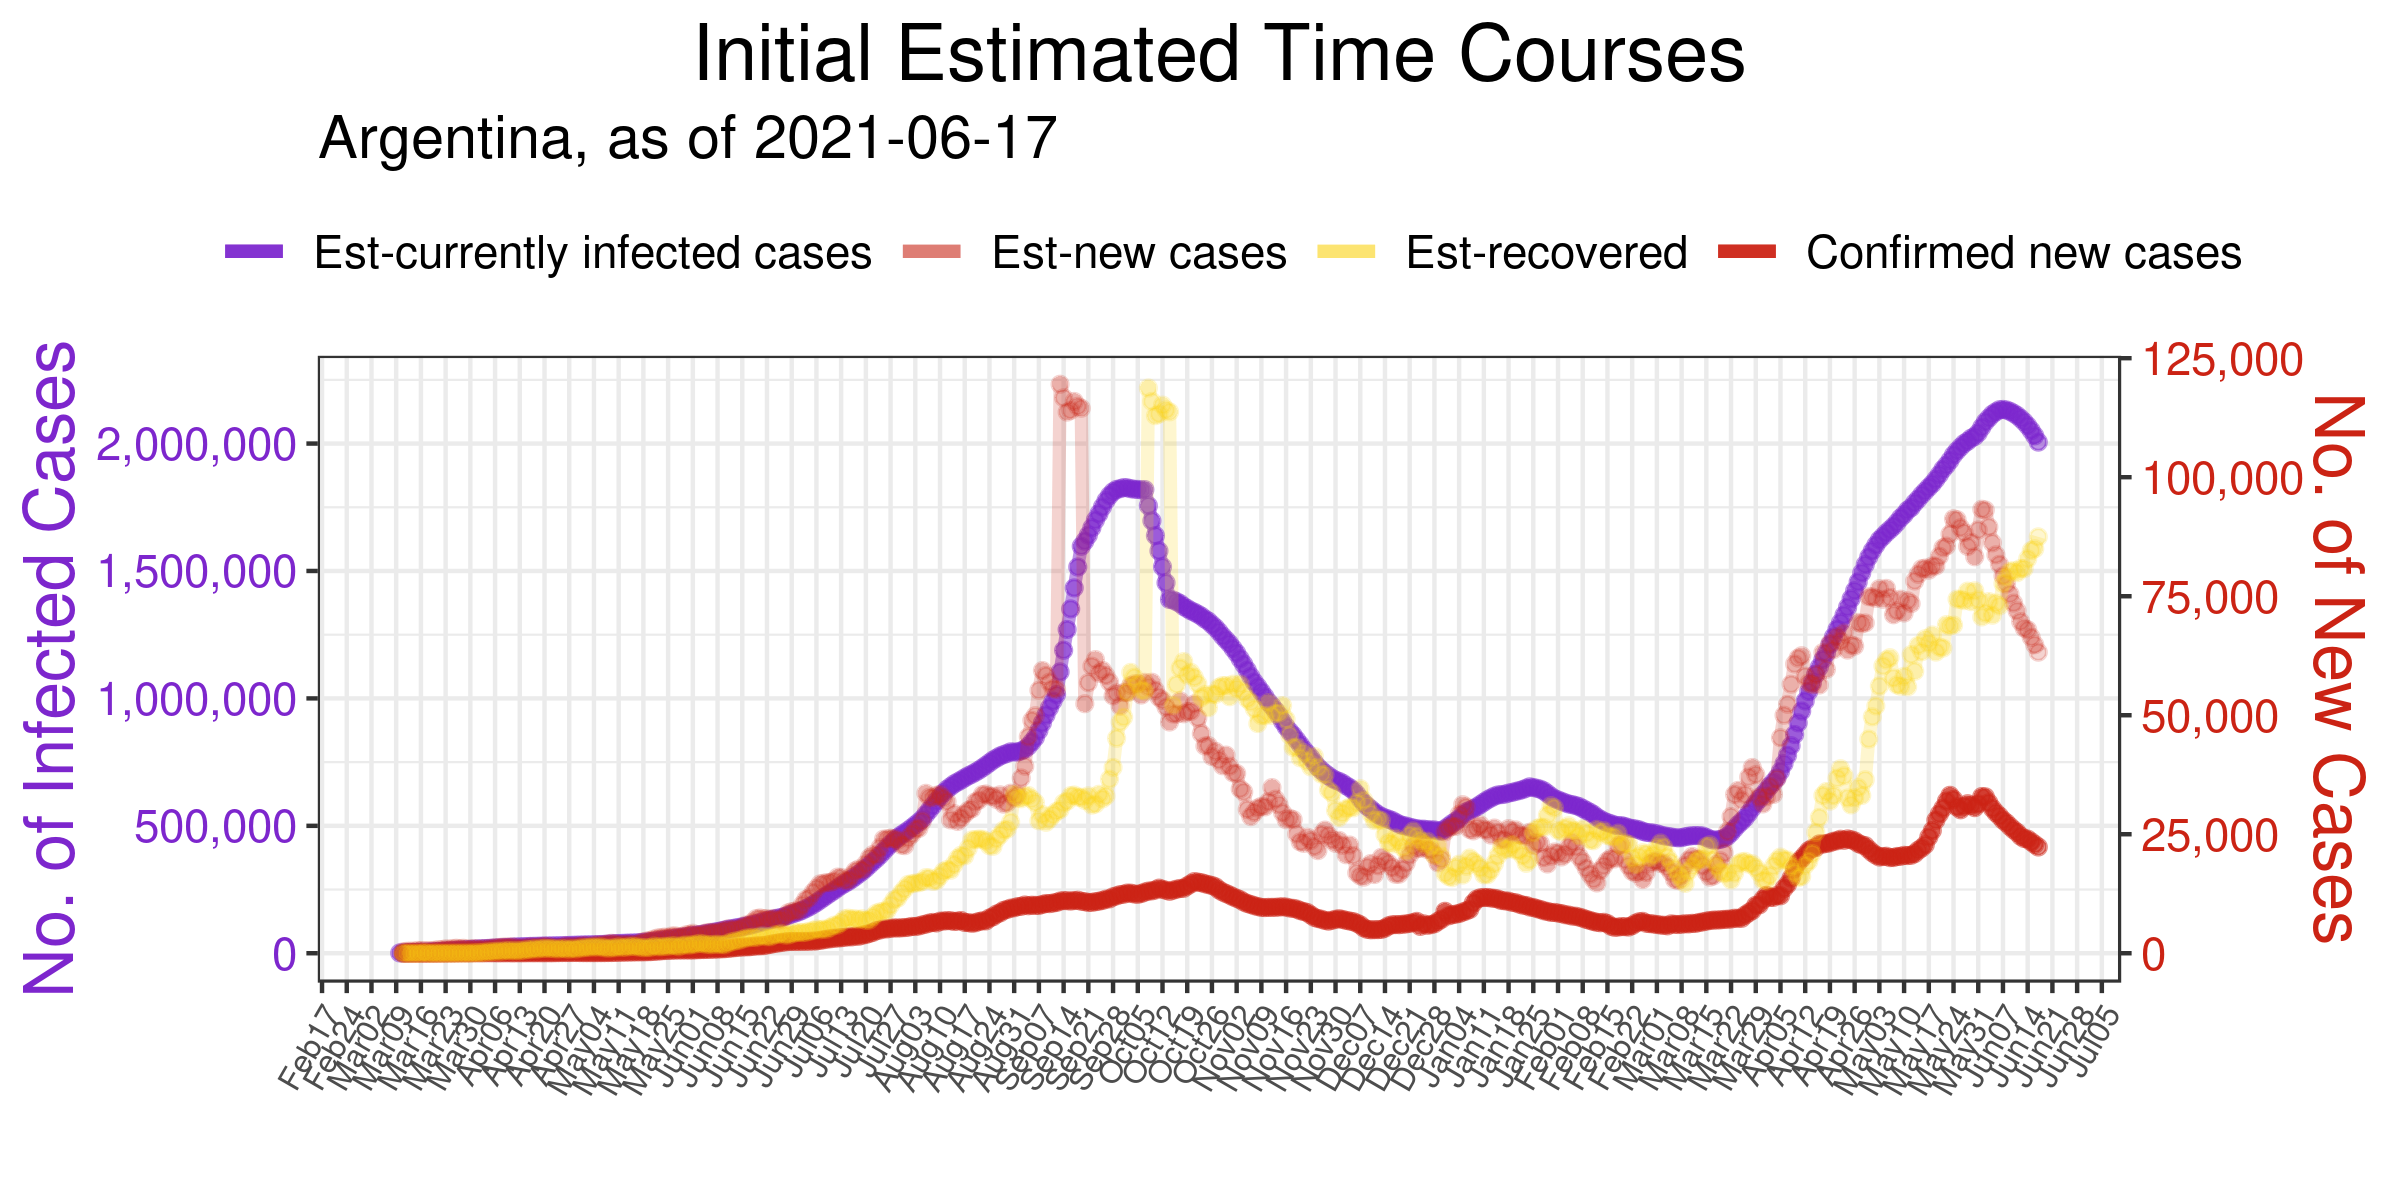 Initial Estimated Time Courses
Argentina, as of 2021-06-17
Est-currently infected cases
Est-new cases
Est-recovered
Confirmed new cases
No. of Infected Cases
2,000,000
1,500,000
1,000,000
500,000
0
125,000
100,000
75,000
50,000
25,000
0
No. of New Cases
Feb17
Feb24
Mar02
Mar09
Mar16
Mar23
Mar30
Apr06
Apr13
Apr20
Apr27
May04
May11
May18
May25
Jun01
Jun08
Jun15
Jun22
Jun29
Jul06
Jul13
Jul20
Jul27
Aug03
Aug10
Aug17
Aug24
Aug31
Sep07
Sep14
Sep21
Sep28
Oct05
Oct12
Oct19
Oct26
Nov02
Nov09
Nov16
Nov23
Nov30
Dec07
Dec14
Dec21
Dec28
Jan04
Jan11
Jan18
Jan25
Feb01
Feb08
Feb15
Feb22
Mar01
Mar08
Mar15
Mar22
Mar29
Apr05
Apr12
Apr19
Apr26
May03
May10
May17
May24
May31
Jun07
Jun14
Jun21
Jun28
Jul05